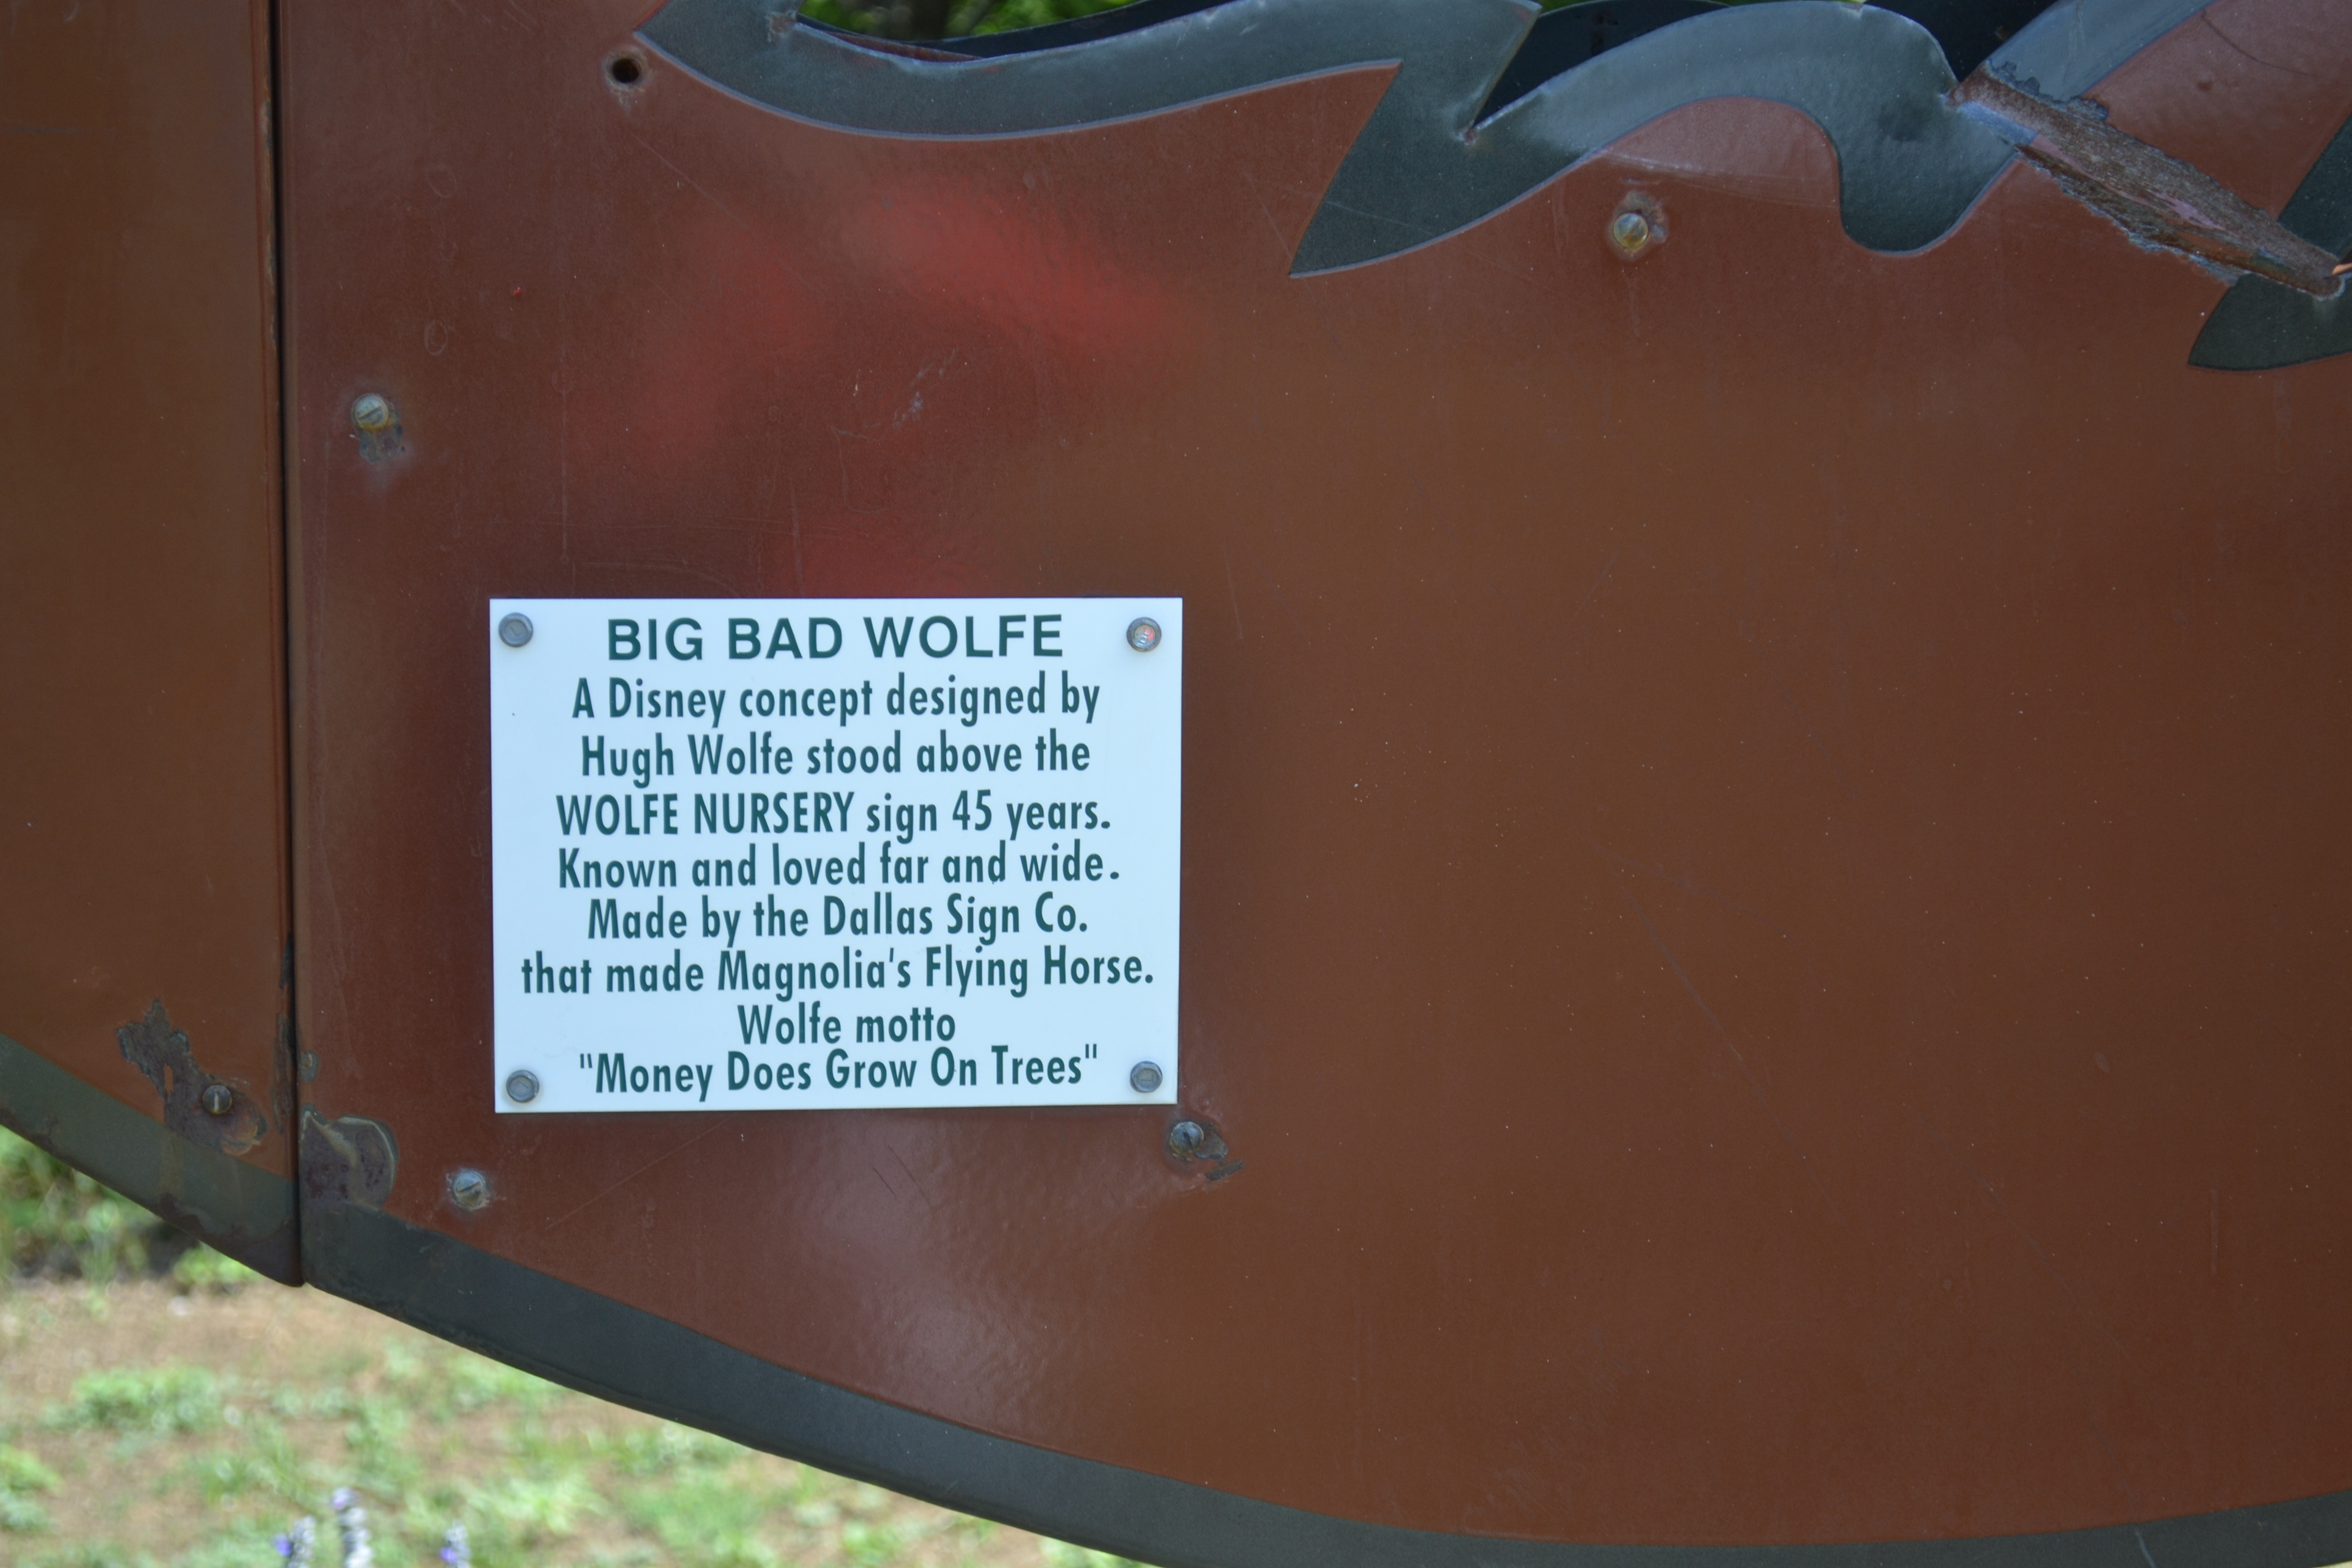 BIG BAD WOLFE
A Disney concept designed by
Hugh Wolfe stood above the
WOLFE NURSERY sign 45 years.
Known and loved far and wide.
Made by the Dallas Sign Co.
that made Magnolia's Flying Horse.
Wolfe motto
"Money Does Grow On Trees"